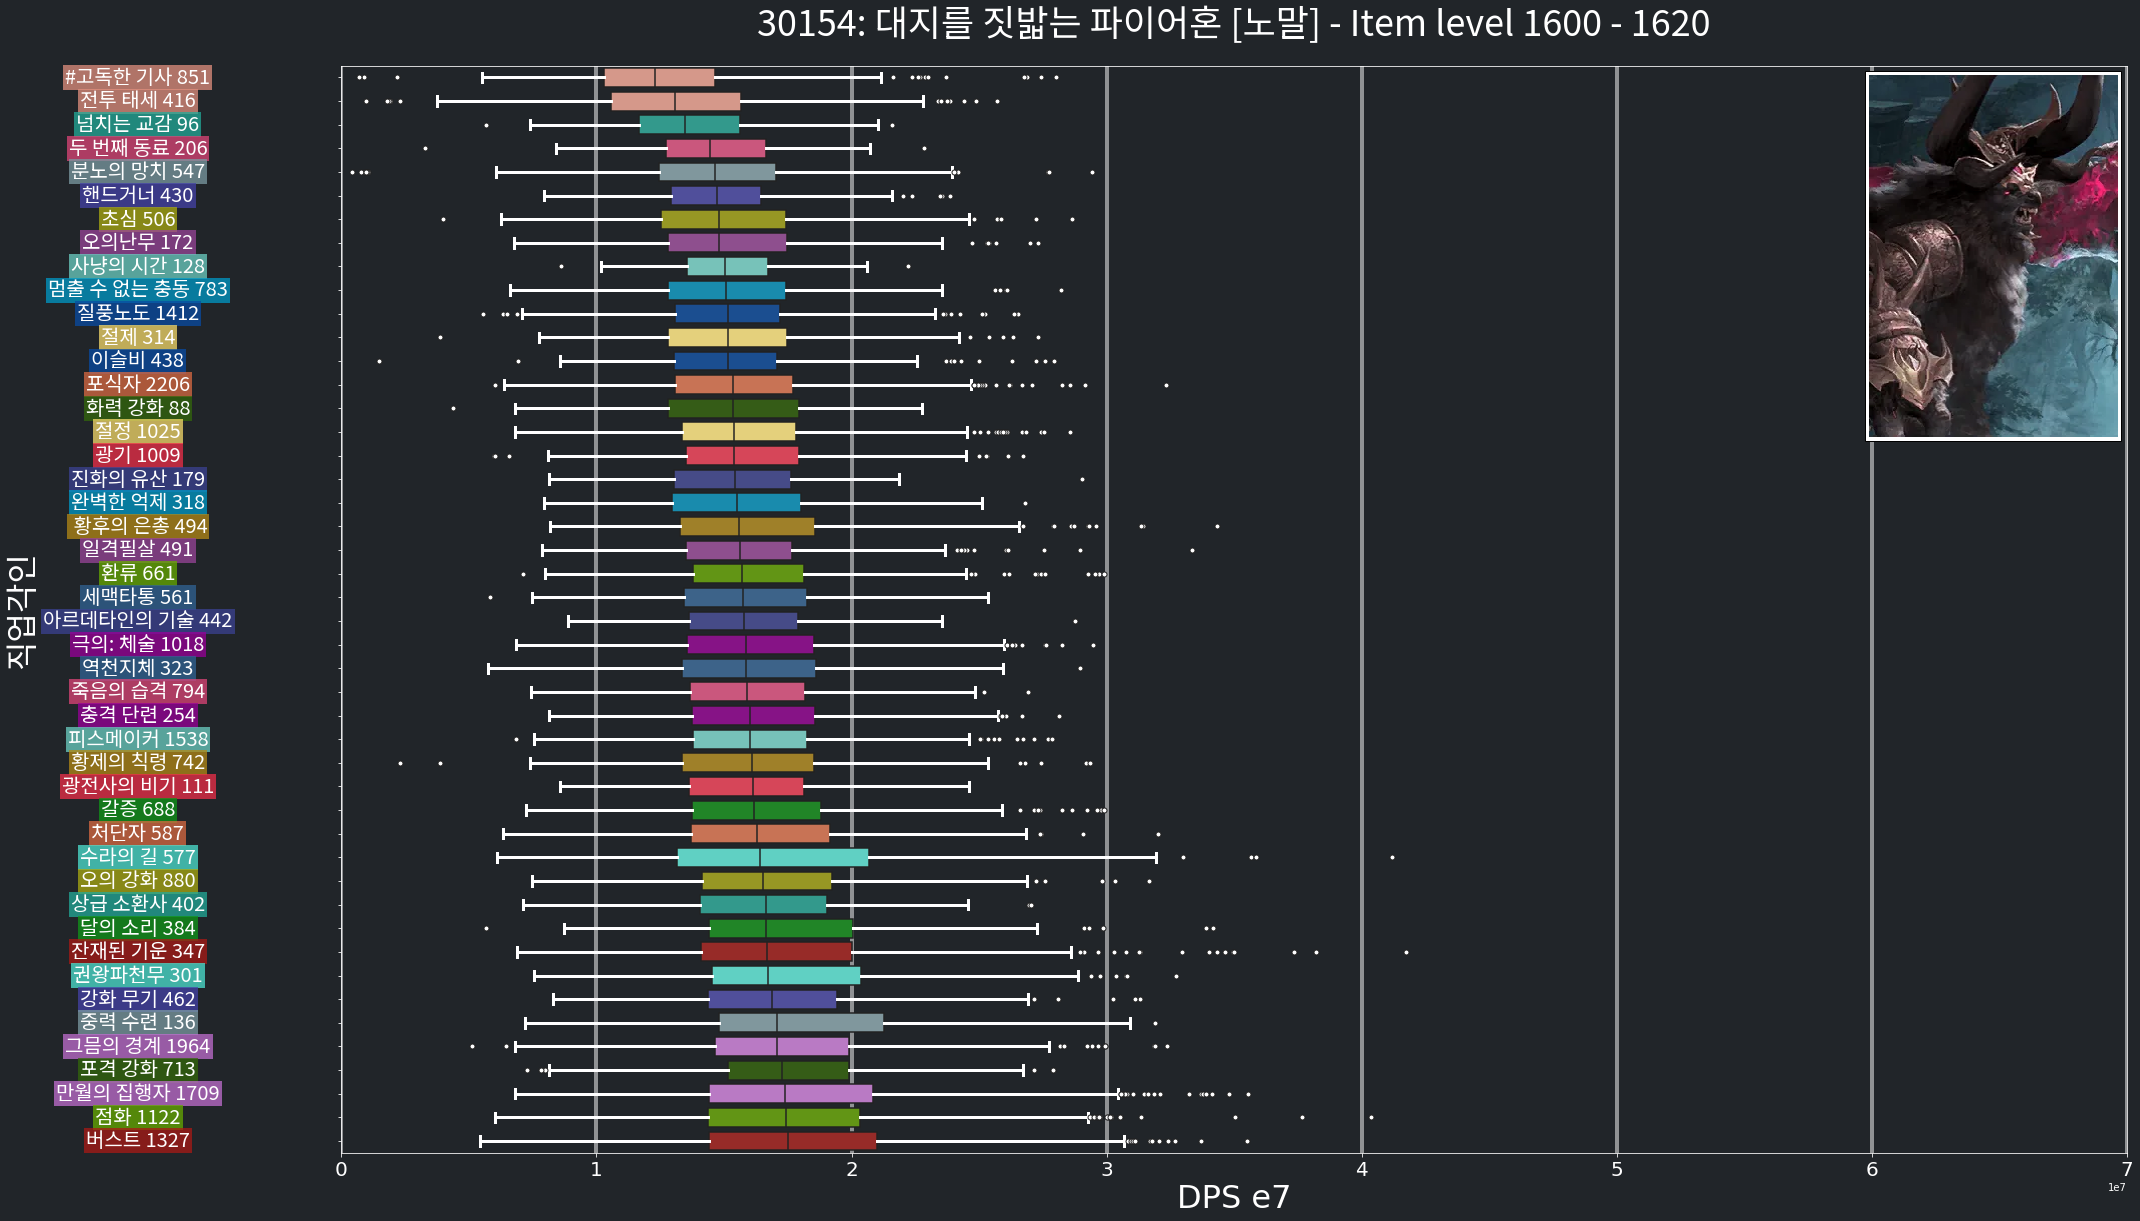 30154: 대지를 짓밟는 파이어혼 [노말] - Item level 1600 - 1620
직업각인
#고독한 기사 851
전투 태세 416
넘치는 교감 96
두 번째 동료 206
분노의 망치 547
핸드거너 430
초심 506
오의난무 172
사냥의 시간 128
멈출 수 없는 충동 783
질풍노도 1412
절제 314
이슬비 438
포식자 2206
화력 강화 88
절정 1025
광기 1009
진화의 유산 179
완벽한 억제 318
황후의 은총 494
일격필살 491
환류 661
세맥타통 561
아르데타인의 기술 442
극의: 체술 1018
역천지체 323
죽음의 습격 794
충격 단련 254
피스메이커 1538
황제의 칙령 742
광전사의 비기 111
갈증 688
처단자 587
수라의 길 577
오의 강화 880
상급 소환사 402
달의 소리 384
잔재된 기운 347
권왕파천무 301
강화 무기 462
중력 수련 136
그믐의 경계 1964
포격 강화 713
만월의 집행자 1709
점화 1122
버스트 1327
0 1 2 3 4 5 6 7
1e7
DPS e7